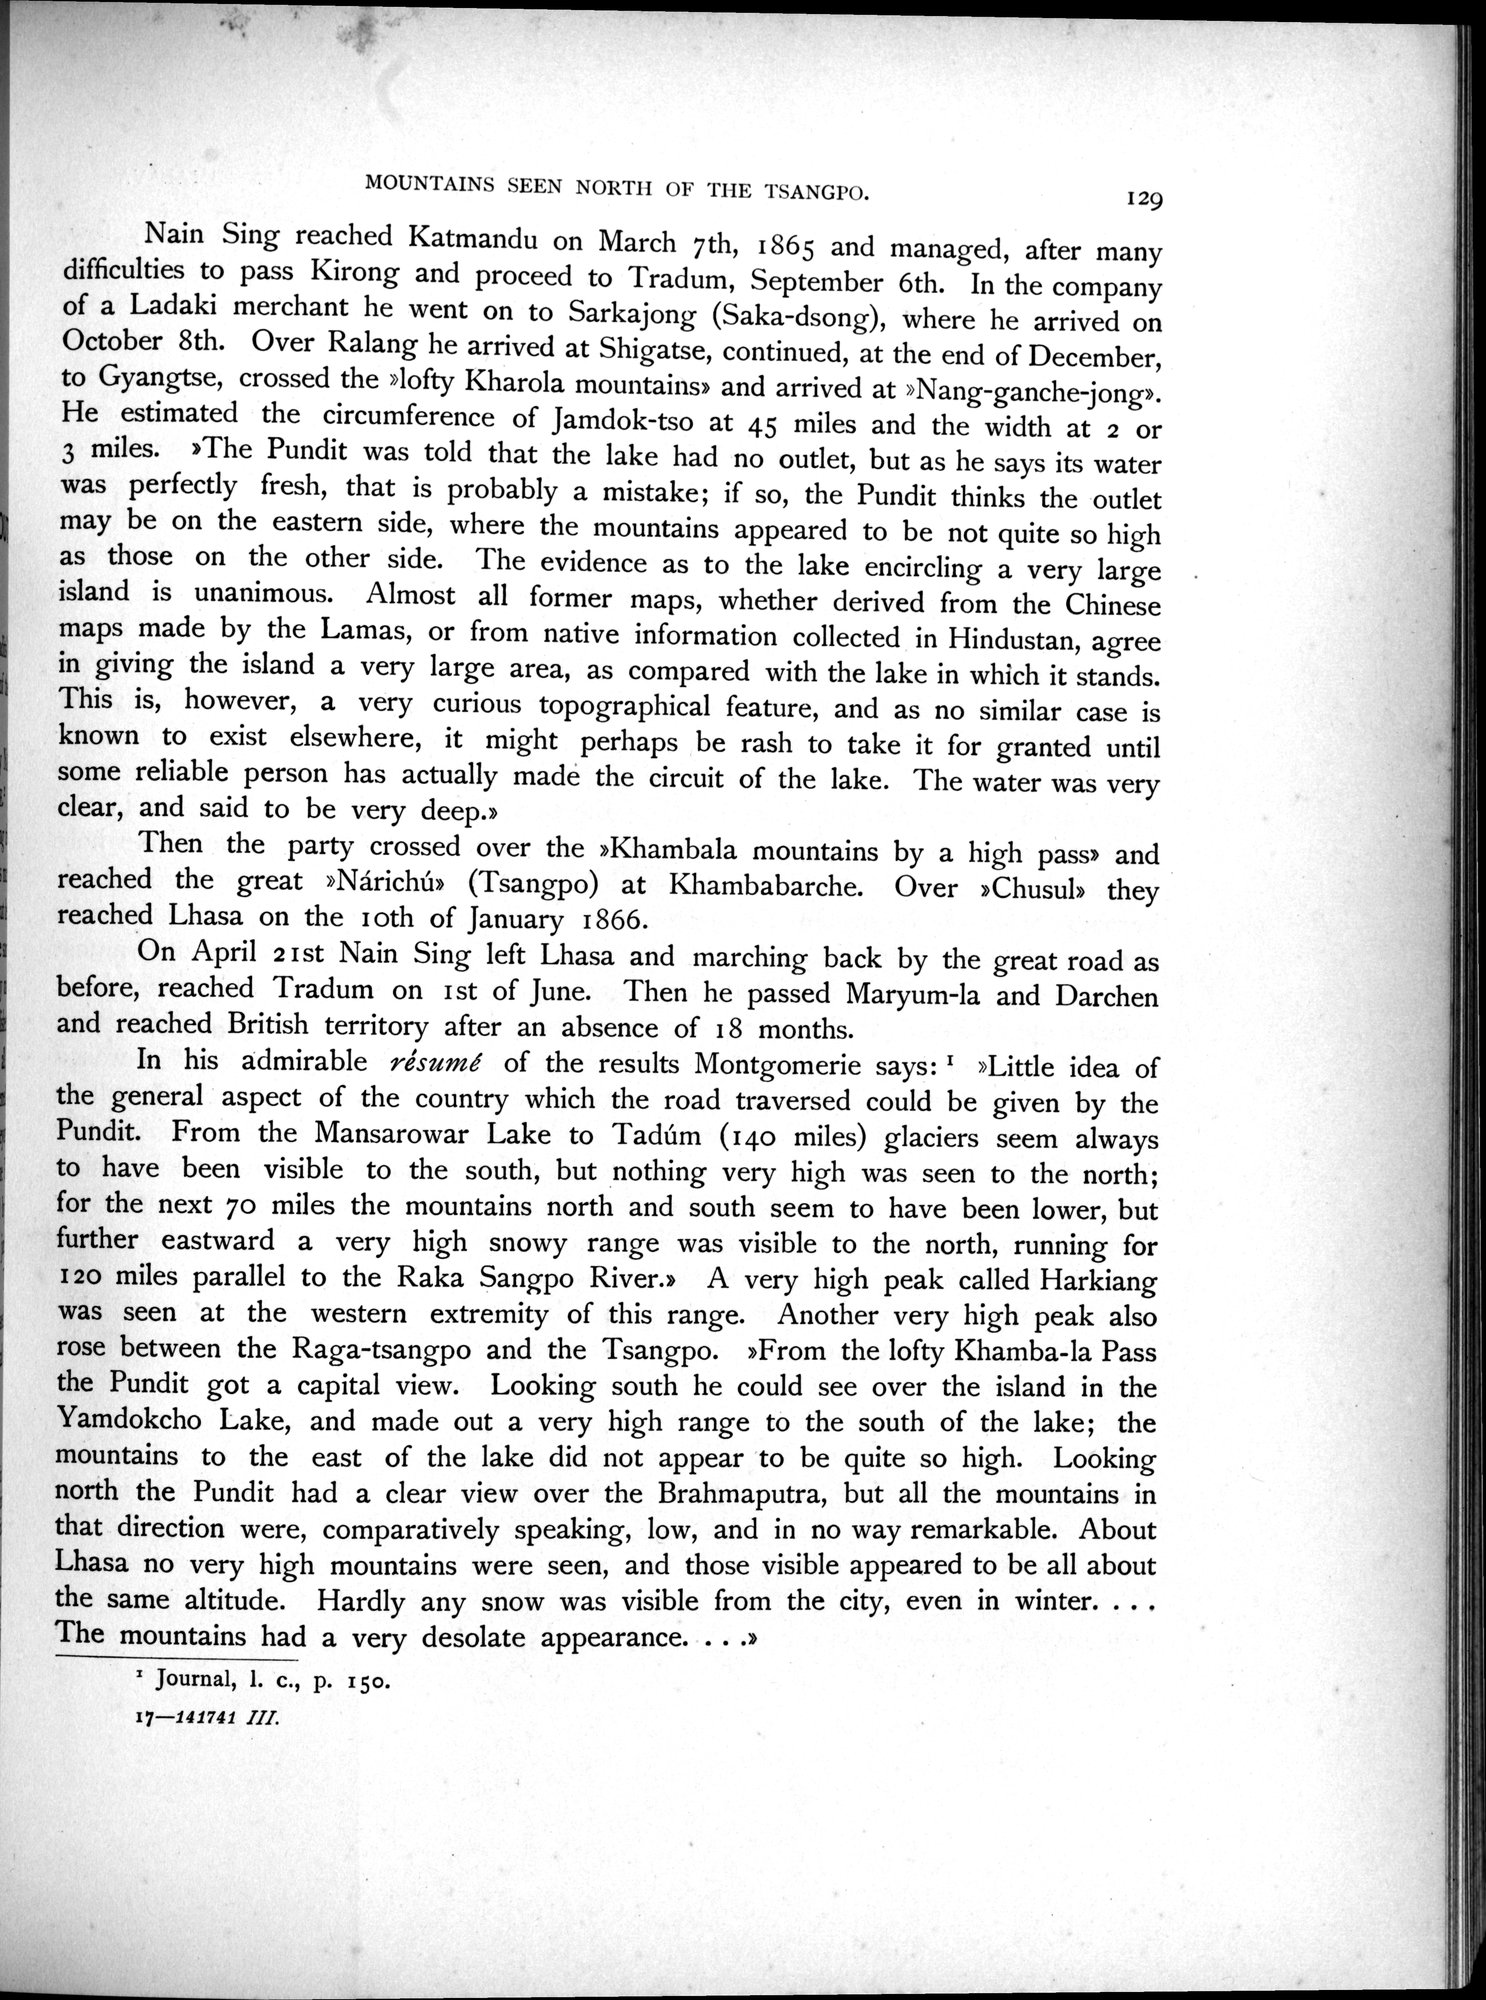 MOUNTAINS SEEN NORTH OF THE TSANGPO. 129
Nain Sing reached Katmandu on March 7th, 1865 and managed, after many
difficulties to pass Kirong and proceed to Tradum, September 6th. In the company
of a Ladaki merchant he went on to Sarkajong (Saka-dsong), where he arrived on
October 8th. Over Ralang he arrived at Shigatse, continued, at the end of December,
to Gyangtse, crossed the »lofty Kharola mountains» and arrived at »Nang-ganche-jong».
He estimated the circumference of Jamdok-tso at 45 miles and the width at 2 or
3 miles. »The Pundit was told that the lake had no outlet, but as he says its water
was perfectly fresh, that is probably a mistake; if so, the Pundit thinks the outlet
may be on the eastern side, where the mountains appeared to be not quite so high
as those on the other side. The evidence as to the lake encircling a very large
island is unanimous. Almost all former maps, whether derived from the Chinese
maps made by the Lamas, or from native information collected in Hindustan, agree
in giving the island a very large area, as compared with the lake in which it stands.
This is, however, a very curious topographical feature, and as no similar case is
known to exist elsewhere, it might perhaps be rash to take it for granted until
some reliable person has actually made the circuit of the lake. The water was very
clear, and said to be very deep.»
Then the party crossed over the »Khambala mountains by a high pass» and
reached the great »Nárichú» (Tsangpo) at Khambabarche. Over »Chusul» they
reached Lhasa on the 10th of January 1866.
On April 21st Nain Sing left Lhasa and marching back by the great road as
before, reached Tradum on 1st of June. Then he passed Maryum-la and Darchen
and reached British territory after an absence of 18 months.
In his admirable résumé of the results Montgomerie says: ¹ »Little idea of
the general aspect of the country which the road traversed could be given by the
Pundit. From the Mansarowar Lake to Tadúm (140 miles) glaciers seem always
to have been visible to the south, but nothing very high was seen to the north;
for the next 70 miles the mountains north and south seem to have been lower, but
further eastward a very high snowy range was visible to the north, running for
120 miles parallel to the Raka Sangpo River.» A very high peak called Harkiang
was seen at the western extremity of this range. Another very high peak also
rose between the Raga-tsangpo and the Tsangpo. »From the lofty Khamba-la Pass
the Pundit got a capital view. Looking south he could see over the island in the
Yamdokcho Lake, and made out a very high range to the south of the lake; the
mountains to the east of the lake did not appear to be quite so high. Looking
north the Pundit had a clear view over the Brahmaputra, but all the mountains in
that direction were, comparatively speaking, low, and in no way remarkable. About
Lhasa no very high mountains were seen, and those visible appeared to be all about
the same altitude. Hardly any snow was visible from the city, even in winter. . . .
The mountains had a very desolate appearance. . . .»
¹ Journal, l. c., p. 150.
17—141741 III.